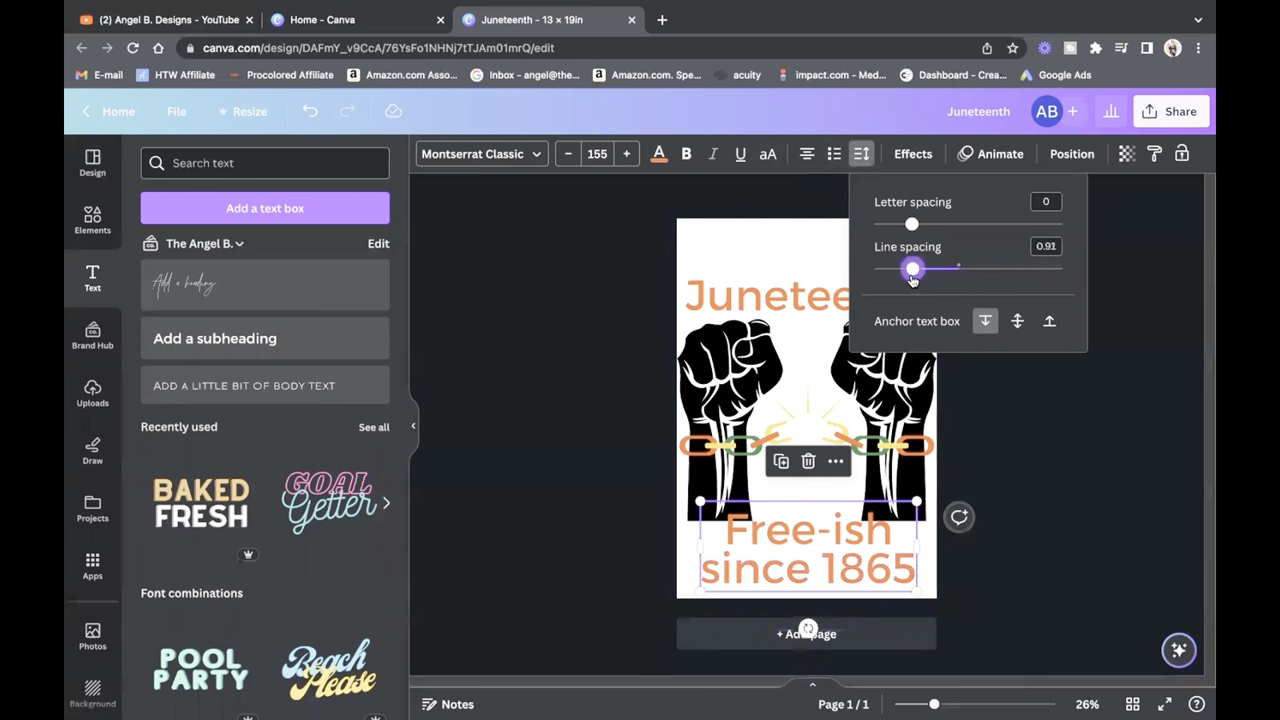 (2) Angel B. Designs - YouTube
Home - Canva
Juneteenth - 13 × 19in
canva.com/design/DAFmY_v9CcA/76YsFo1NHNj7tTJAm01mrQ/edit
E-mail
HTW Affiliate
Procolored Affiliate
Amazon.com Asso...
Inbox - angel@the...
Amazon.com. Spe...
acuity
impact.com - Med...
Dashboard - Crea...
Google Ads
Home
File
Resize
Juneteenth
AB
Share
Design
Elements
Text
Brand Hub
Uploads
Draw
Projects
Apps
Photos
Background
Search text
Add a text box
The Angel B.
Edit
Add a heading
Add a subheading
ADD A LITTLE BIT OF BODY TEXT
Recently used
See all
BAKED
FRESH
GOAL
Getter
Font combinations
POOL
PARTY
Beach
Please
Montserrat Classic
155
A
B
I
U
aA
Effects
Animate
Position
Letter spacing
0
Line spacing
0.91
Anchor text box
Junetee
Free-ish
since 1865
+ Add page
Notes
Page 1 / 1
26%